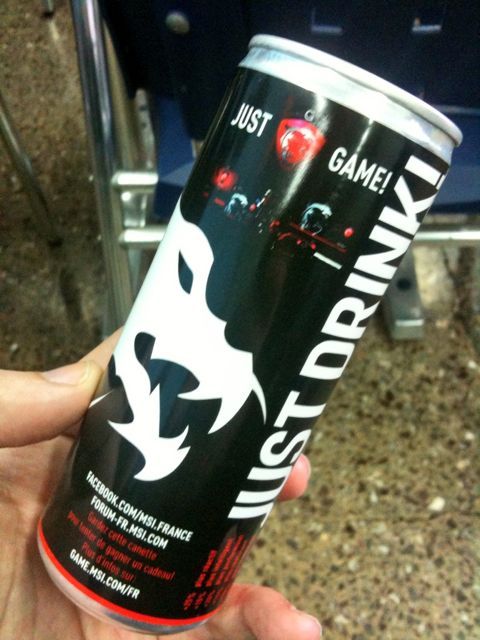 JUST
GAME!
JUST DRINK!
FACEBOOK.COM/MSI.FRANCE
FORUM-FR.MSI.COM
Gardez cette canette
Pour tenter de gagner un cadeau!
Plus d'infos sur:
GAME.MSI.COM/FR